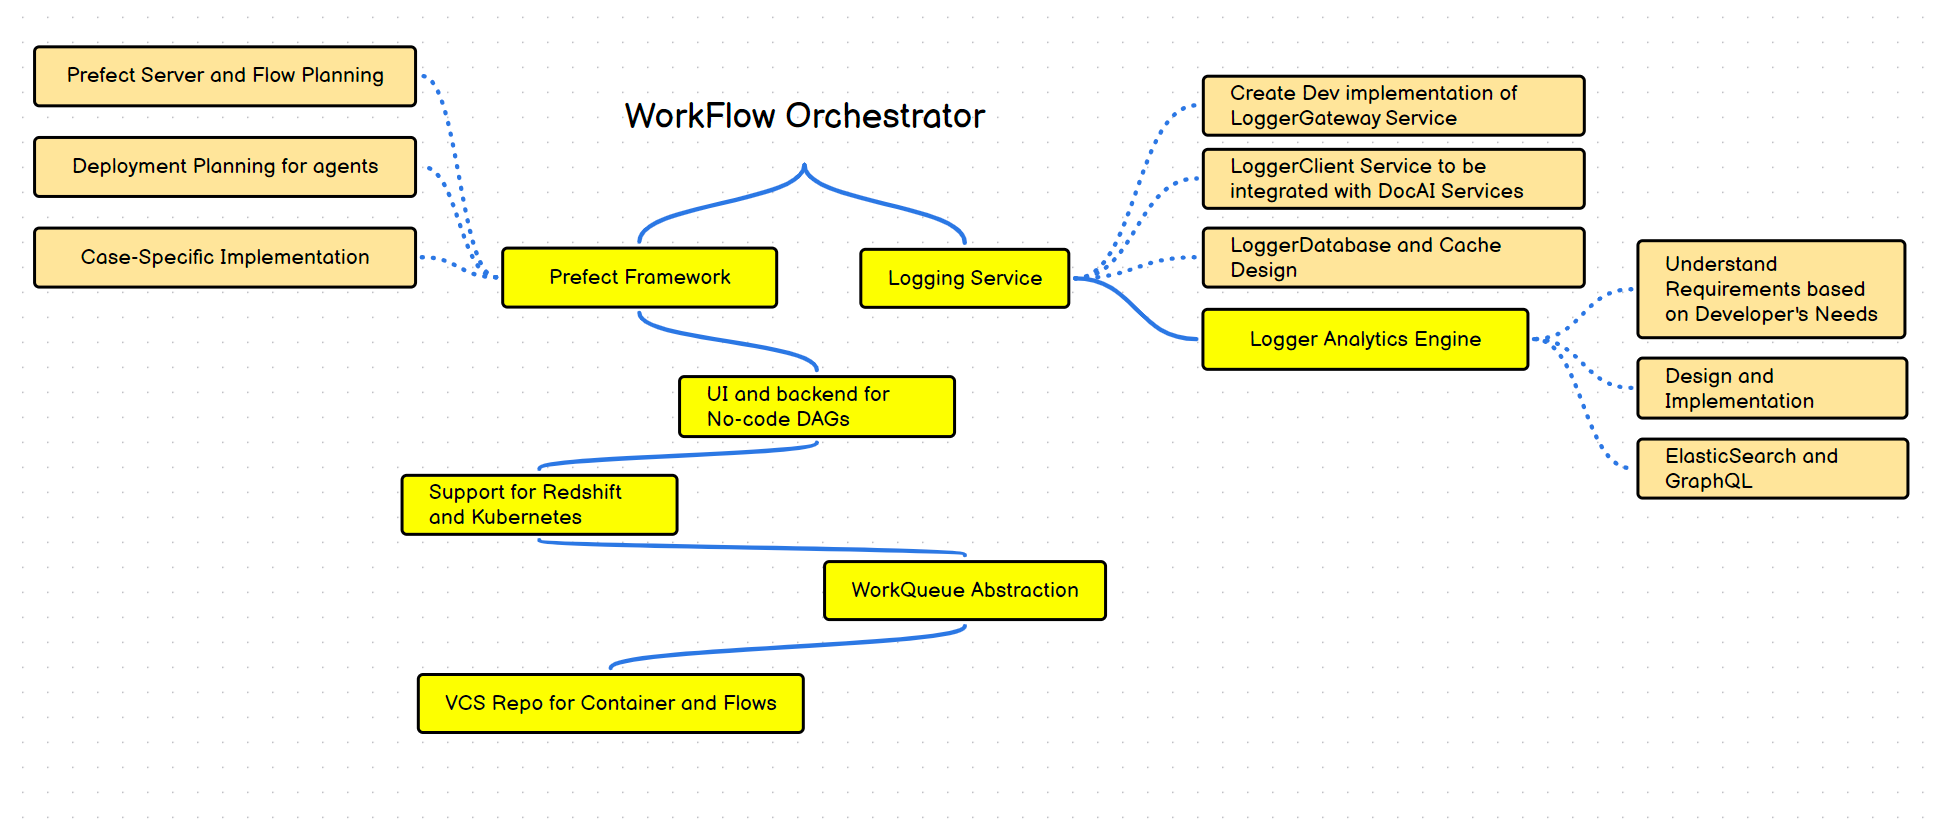 WorkFlow Orchestrator
Prefect Server and Flow Planning
Deployment Planning for agents
Case-Specific Implementation
Prefect Framework
Logging Service
Create Dev implementation of
LoggerGateway Service
LoggerClient Service to be
integrated with DocAI Services
LoggerDatabase and Cache
Design
Logger Analytics Engine
Understand
Requirements based
on Developer's Needs
Design and
Implementation
ElasticSearch and
GraphQL
UI and backend for
No-code DAGs
Support for Redshift
and Kubernetes
WorkQueue Abstraction
VCS Repo for Container and Flows